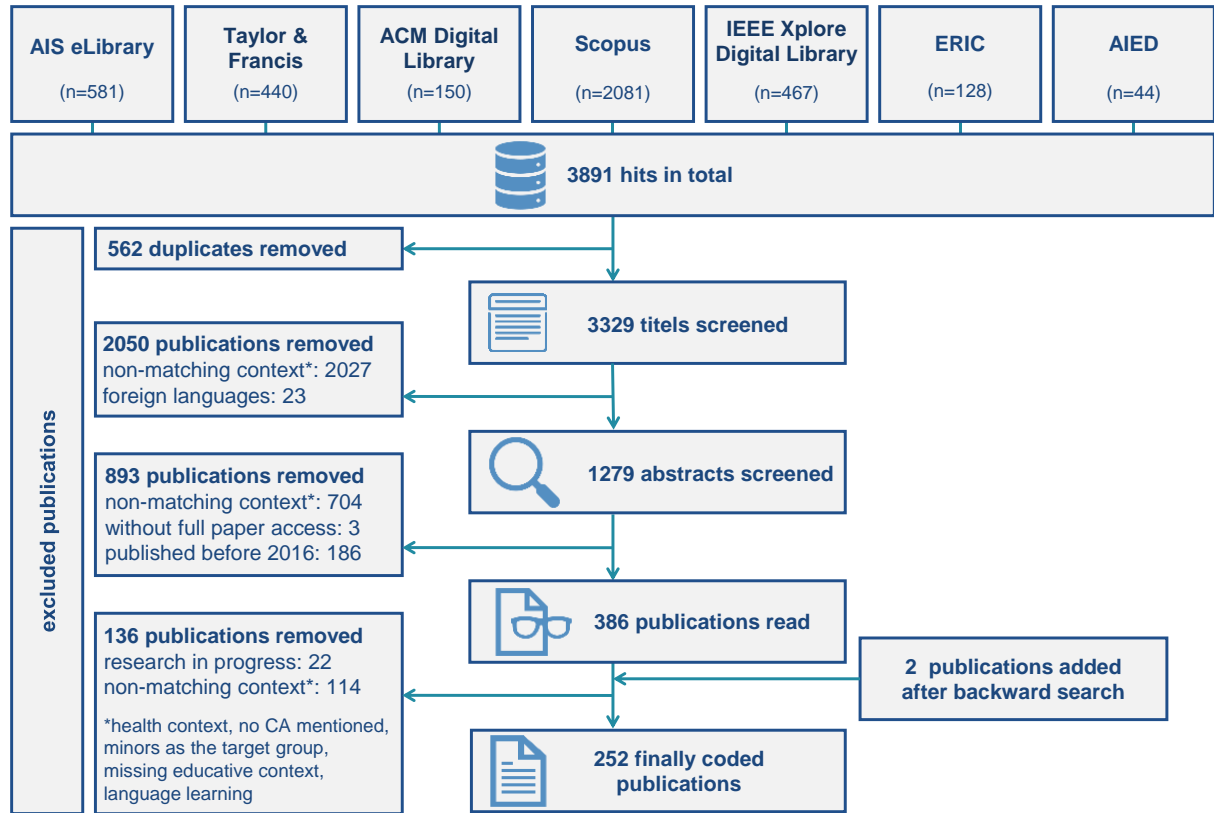 AIS eLibrary
(n=581)
Taylor &
Francis
(n=440)
ACM Digital
Library
(n=150)
Scopus
(n=2081)
IEEE Xplore
Digital Library
(n=467)
ERIC
(n=128)
AIED
(n=44)
3891 hits in total
excluded publications
562 duplicates removed
3329 titels screened
2050 publications removed
non-matching context*: 2027
foreign languages: 23
1279 abstracts screened
893 publications removed
non-matching context*: 704
without full paper access: 3
published before 2016: 186
386 publications read
2 publications added
after backward search
136 publications removed
research in progress: 22
non-matching context*: 114
*health context, no CA mentioned,
minors as the target group,
missing educative context,
language learning
252 finally coded
publications